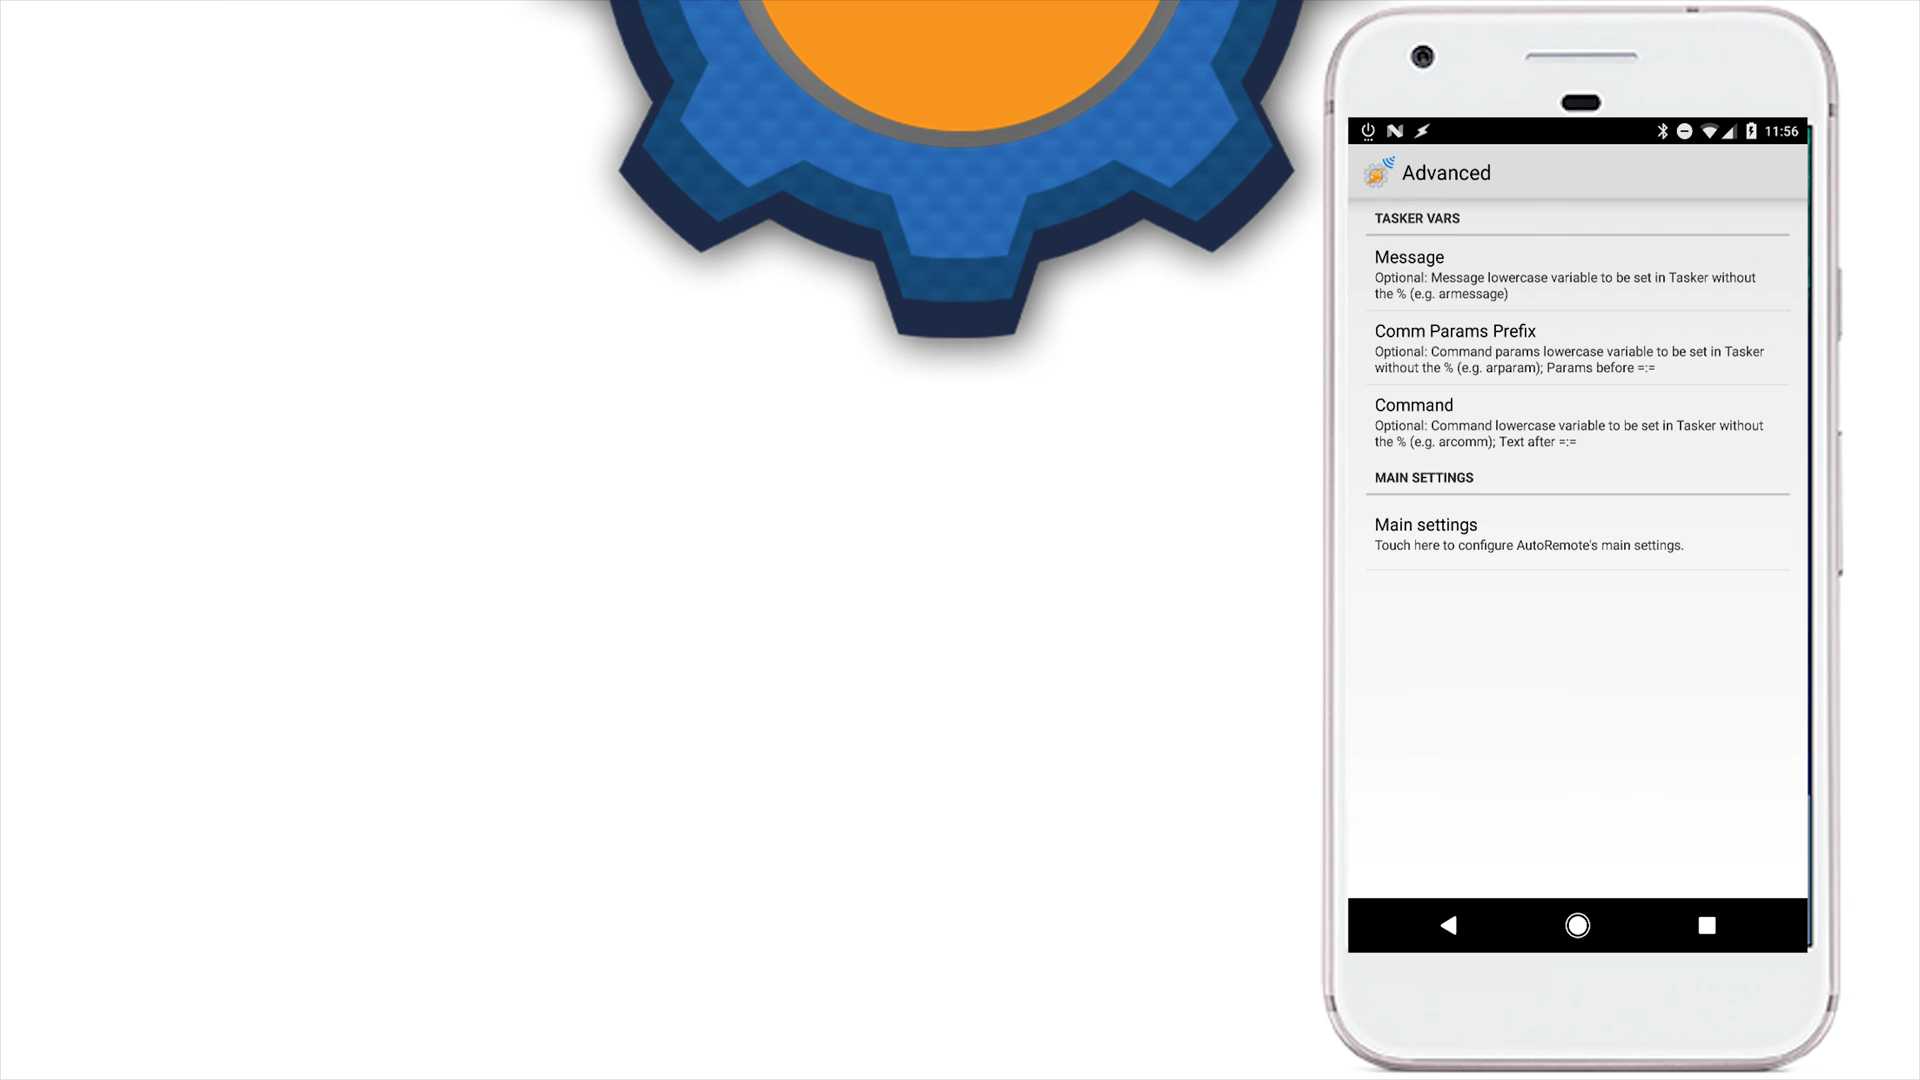 11:56
Advanced
TASKER VARS
Message
Optional: Message lowercase variable to be set in Tasker without
the % (e.g. armessage)
Comm Params Prefix
Optional: Command params lowercase variable to be set in Tasker
without the % (e.g. arparam); Params before =:=
Command
Optional: Command lowercase variable to be set in Tasker without
the % (e.g. arcomm); Text after =:=
MAIN SETTINGS
Main settings
Touch here to configure AutoRemote's main settings.